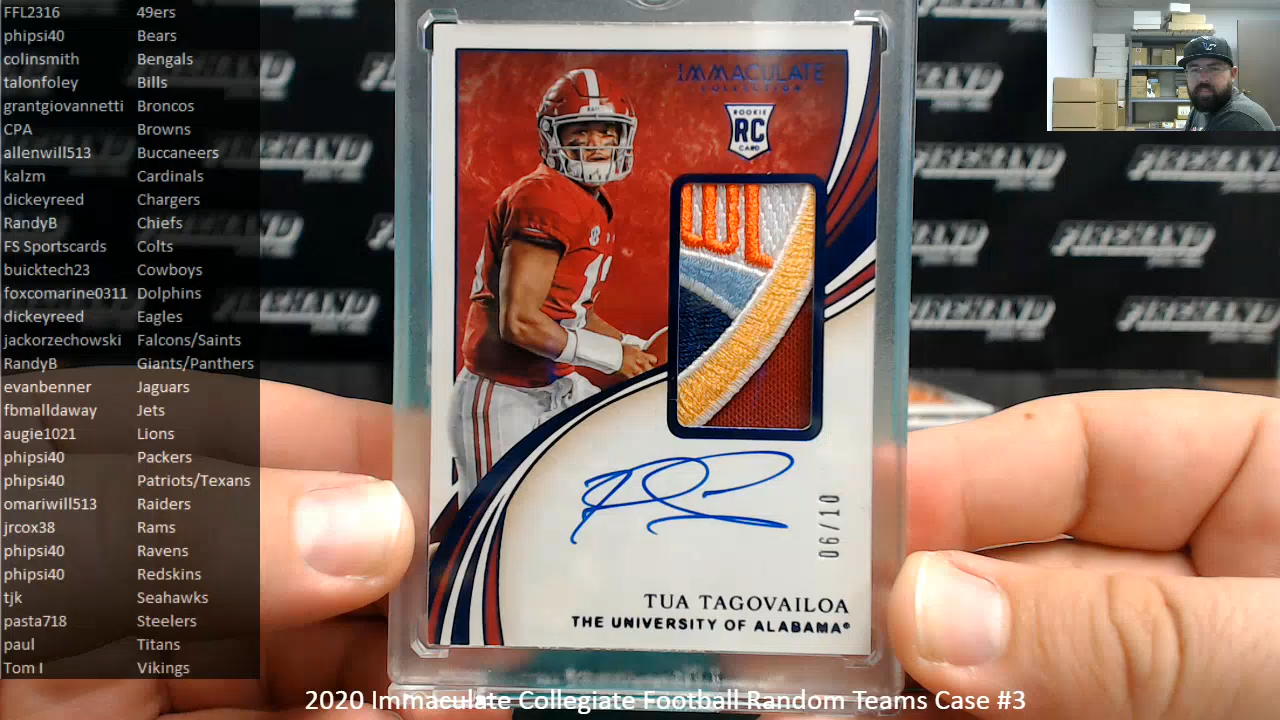 FFL2316 49ers
phipsi40 Bears
colinsmith Bengals
talonfoley Bills
grantgiovannetti Broncos
CPA Browns
allenwill513 Buccaneers
kalzm Cardinals
dickeyreed Chargers
RandyB Chiefs
FS Sportscards Colts
buicktech23 Cowboys
foxcomarine0311 Dolphins
dickeyreed Eagles
jackorzechowski Falcons/Saints
RandyB Giants/Panthers
evanbenner Jaguars
fbmalldaway Jets
augie1021 Lions
phipsi40 Packers
phipsi40 Patriots/Texans
omariwill513 Raiders
jrcox38 Rams
phipsi40 Ravens
phipsi40 Redskins
tjk Seahawks
pasta718 Steelers
paul Titans
Tom I Vikings
IMMACULATE
COLLECTION
ROOKIE
RC
CARD
06/10
TUA TAGOVAILOA
THE UNIVERSITY OF ALABAMA®
FIREHAND
FIREHAND
FIREHAND
2020 Immaculate Collegiate Football Random Teams Case #3